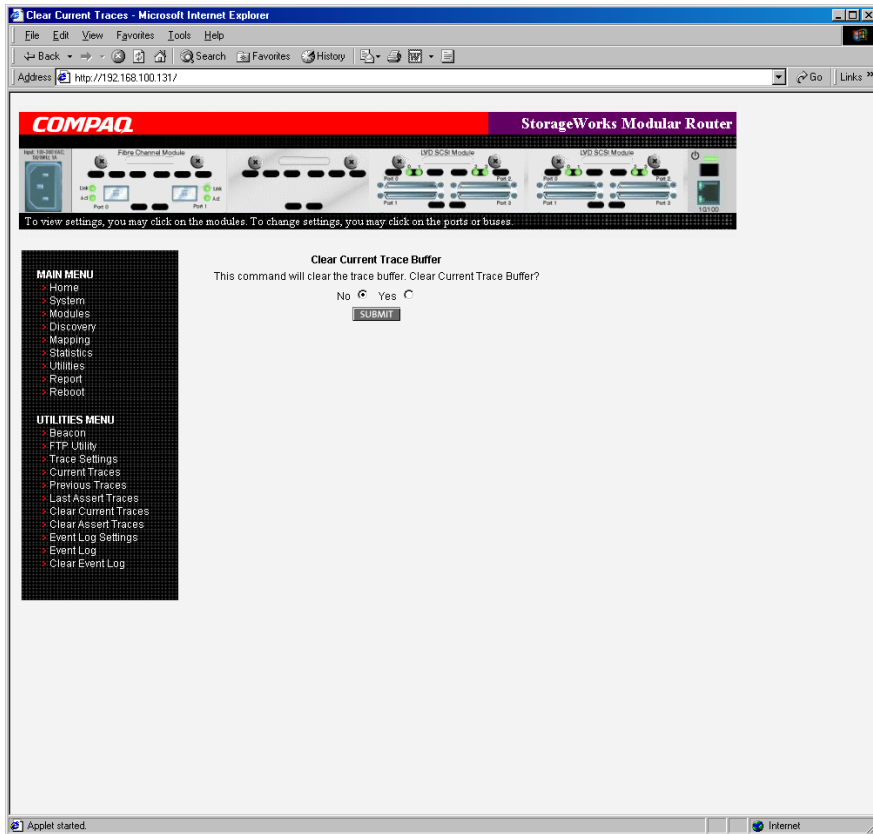 Clear Current Traces - Microsoft Internet Explorer
File Edit View Favorites Tools Help
Back Search Favorites History
Address http://192.168.100.131/ Go Links »
COMPAQ StorageWorks Modular Router
Fibre Channel Module LVD SCSI Module LVD SCSI Module
Link Link
Act Act
Port 0 Port 1
Port 0 Port 2 Port 0 Port 2
Port 1 Port 3 Port 1 Port 3
10/100
To view settings, you may click on the modules. To change settings, you may click on the ports or buses.
Clear Current Trace Buffer
This command will clear the trace buffer. Clear Current Trace Buffer?
No Yes
SUBMIT
MAIN MENU
> Home
> System
> Modules
> Discovery
> Mapping
> Statistics
> Utilities
> Report
> Reboot
UTILITIES MENU
> Beacon
> FTP Utility
> Trace Settings
> Current Traces
> Previous Traces
> Last Assert Traces
> Clear Current Traces
> Clear Assert Traces
> Event Log Settings
> Event Log
> Clear Event Log
Applet started. Internet